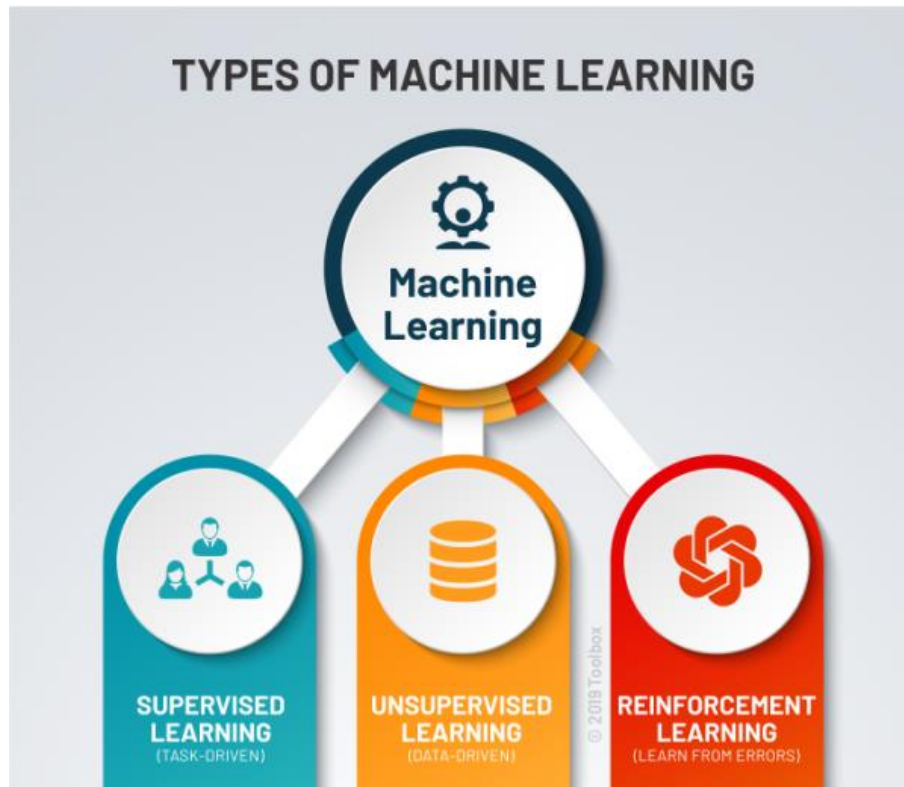 TYPES OF MACHINE LEARNING
Machine
Learning
SUPERVISED
LEARNING
(TASK-DRIVEN)
UNSUPERVISED
LEARNING
(DATA-DRIVEN)
© 2019 Toolbox
REINFORCEMENT
LEARNING
(LEARN FROM ERRORS)